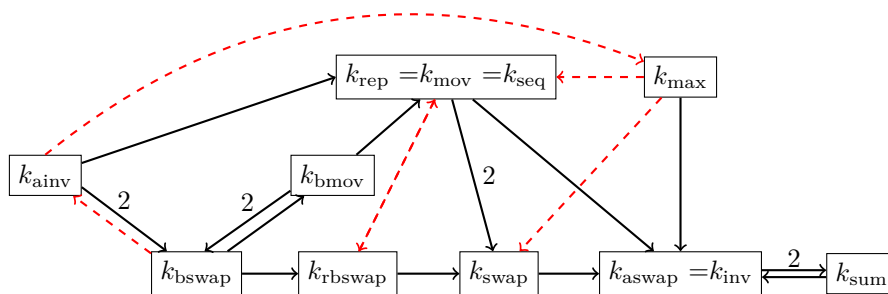 k_rep = k_mov = k_seq
k_max
k_ainv
2
2
k_bmov
2
k_bswap
k_rbswap
k_swap
k_aswap = k_inv
2
k_sum